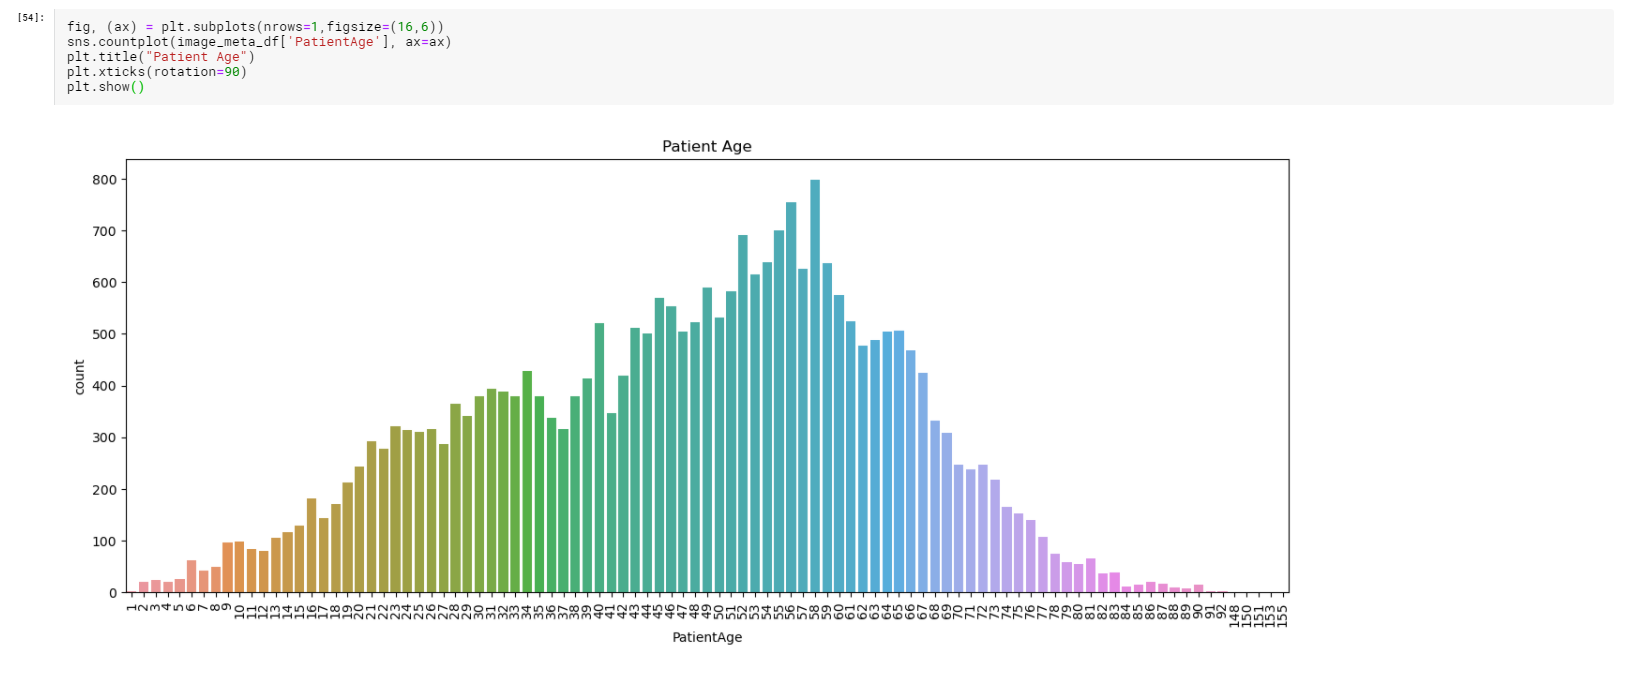 [54]:
fig, (ax) = plt.subplots(nrows=1,figsize=(16,6))
sns.countplot(image_meta_df['PatientAge'], ax=ax)
plt.title("Patient Age")
plt.xticks(rotation=90)
plt.show()
Patient Age
800
700
600
500
400
300
200
100
0
count
1 2 3 4 5 6 7 8 9 10 11 12 13 14 15 16 17 18 19 20 21 22 23 24 25 26 27 28 29 30 31 32 33 34 35 36 37 38 39 40 41 42 43 44 45 46 47 48 49 50 51 52 53 54 55 56 57 58 59 60 61 62 63 64 65 66 67 68 69 70 71 72 73 74 75 76 77 78 79 80 81 82 83 84 85 86 87 88 89 90 91 92 148 150 151 153 155
PatientAge